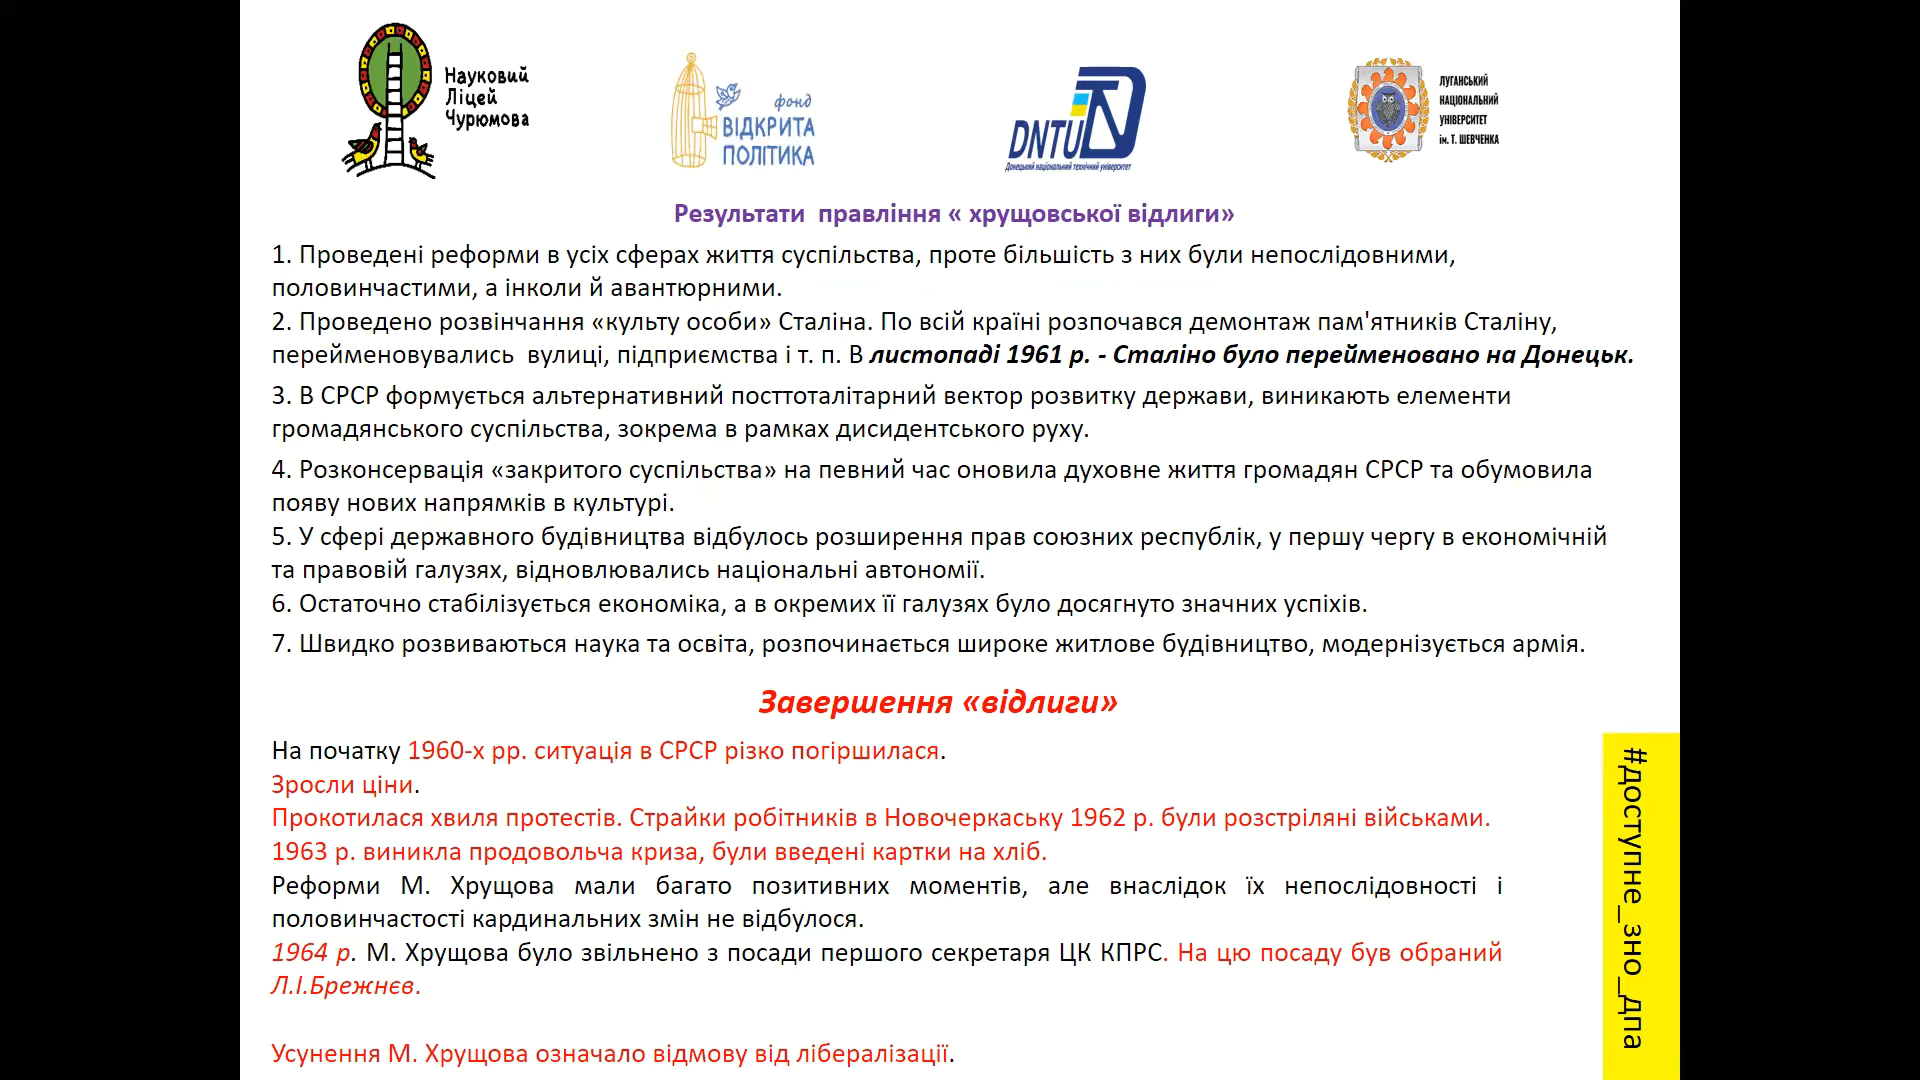 Науковий
Ліцей
Чурюмова
фонд
ВІДКРИТА
ПОЛІТИКА
DNTU
Донецький національний технічний університет
ЛУГАНСЬКИЙ
НАЦІОНАЛЬНИЙ
УНІВЕРСИТЕТ
ім. Т. ШЕВЧЕНКА
Результати  правління « хрущовської відлиги»
1. Проведені реформи в усіх сферах життя суспільства, проте більшість з них були непослідовними,
половинчастими, а інколи й авантюрними.
2. Проведено розвінчання «культу особи» Сталіна. По всій країні розпочався демонтаж пам'ятників Сталіну,
перейменовувались  вулиці, підприємства і т. п. В листопаді 1961 р. - Сталіно було перейменовано на Донецьк.
3. В СРСР формується альтернативний посттоталітарний вектор розвитку держави, виникають елементи
громадянського суспільства, зокрема в рамках дисидентського руху.
4. Розконсервація «закритого суспільства» на певний час оновила духовне життя громадян СРСР та обумовила
появу нових напрямків в культурі.
5. У сфері державного будівництва відбулось розширення прав союзних республік, у першу чергу в економічній
та правовій галузях, відновлювались національні автономії.
6. Остаточно стабілізується економіка, а в окремих її галузях було досягнуто значних успіхів.
7. Швидко розвиваються наука та освіта, розпочинається широке житлове будівництво, модернізується армія.
Завершення «відлиги»
На початку 1960-х рр. ситуація в СРСР різко погіршилася.
Зросли ціни.
Прокотилася хвиля протестів. Страйки робітників в Новочеркаську 1962 р. були розстріляні військами.
1963 р. виникла продовольча криза, були введені картки на хліб.
Реформи М. Хрущова мали багато позитивних моментів, але внаслідок їх непослідовності і
половинчастості кардинальних змін не відбулося.
1964 р. М. Хрущова було звільнено з посади першого секретаря ЦК КПРС. На цю посаду був обраний
Л.І.Брежнєв.
Усунення М. Хрущова означало відмову від лібералізації.
#доступне_зно_дпа